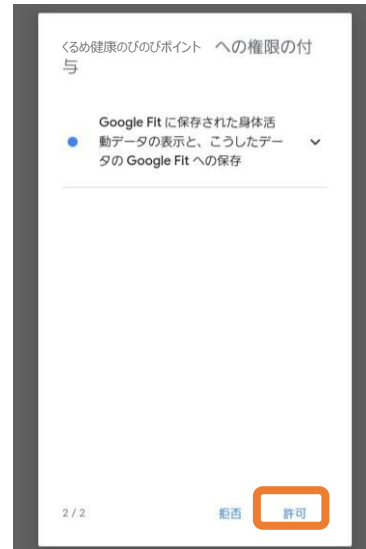 くるめ健康のびのびポイント への権限の付
与
Google Fit に保存された身体活
動データの表示と、こうしたデー
タの Google Fit への保存
2 / 2
拒否 許可